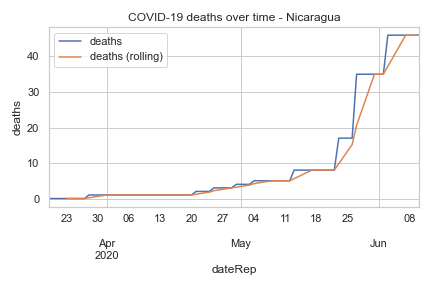 COVID-19 deaths over time - Nicaragua
deaths
deaths (rolling)
deaths
40
30
20
10
0
23 30 06 13 20 27 04 11 18 25 08
Apr May Jun
2020
dateRep